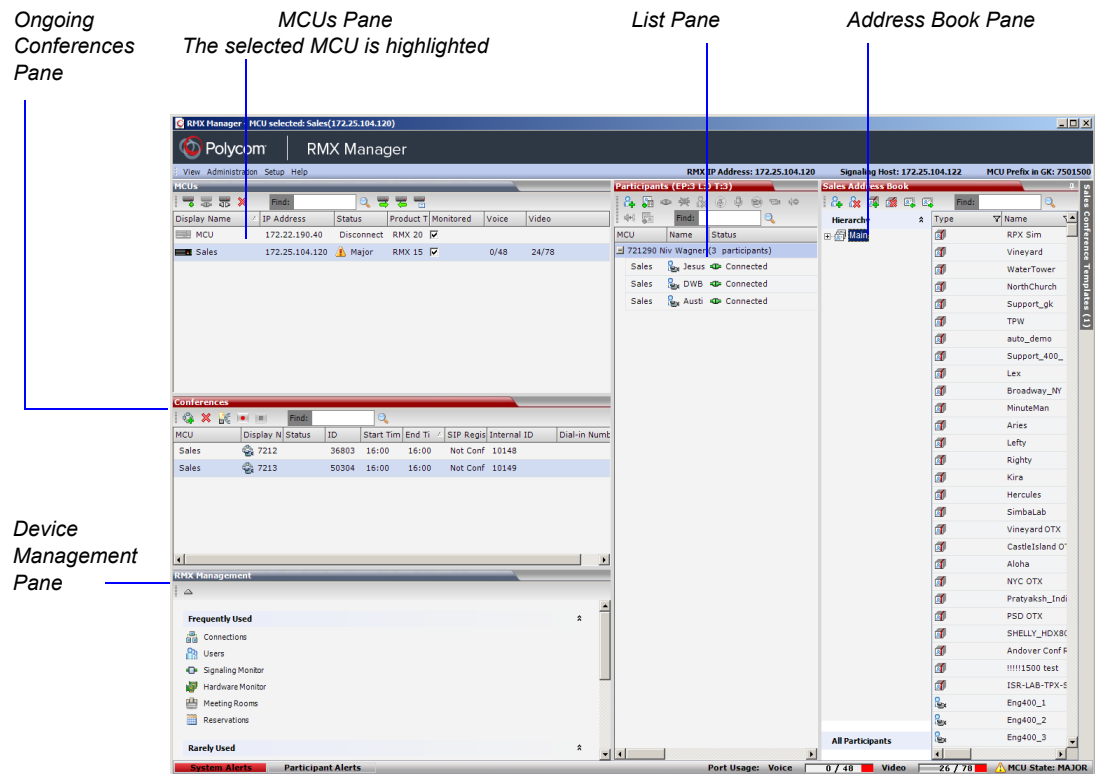 Ongoing
Conferences
Pane
MCUs Pane
The selected MCU is highlighted
List Pane
Address Book Pane
RMX Manager - MCU selected: Sales(172.25.104.120)
Polycom RMX Manager
View Administration Setup Help RMX IP Address: 172.25.104.120 Signaling Host: 172.25.104.122 MCU Prefix in GK: 7501500
MCUs
Find:
Display Name IP Address Status Product T Monitored Voice Video
MCU 172.22.190.40 Disconnect RMX 20
Sales 172.25.104.120 Major RMX 15 0/48 24/78
Conferences
Find:
MCU Display N Status ID Start Tim End Ti SIP Regis Internal ID Dial-in Numb
Sales 7212 36803 16:00 16:00 Not Conf 10148
Sales 7213 50304 16:00 16:00 Not Conf 10149
Device
Management
Pane
RMX Management
Frequently Used
Connections
Users
Signaling Monitor
Hardware Monitor
Meeting Rooms
Reservations
Rarely Used
Participants (EP:3 L:0 T:3)
Find:
MCU Name Status
721290 Niv Wagner (3 participants)
Sales Jesus Connected
Sales DWB Connected
Sales Austi Connected
Sales Address Book
Find:
Hierarchy
Main
All Participants
Type Name
RPX Sim
Vineyard
WaterTower
NorthChurch
Support_gk
TPW
auto_demo
Support_400_
Lex
Broadway_NY
MinuteMan
Aries
Lefty
Righty
Kira
Hercules
SimbaLab
Vineyard OTX
CastleIsland O
Aloha
NYC OTX
Pratyaksh_Indi
PSD OTX
SHELLY_HDX80
Andover Conf R
!!!!!1500 test
ISR-LAB-TPX-S
Eng400_1
Eng400_2
Eng400_3
Sales Conference Templates (1)
System Alerts Participant Alerts Port Usage: Voice 0 / 48 Video 26 / 78 MCU State: MAJOR